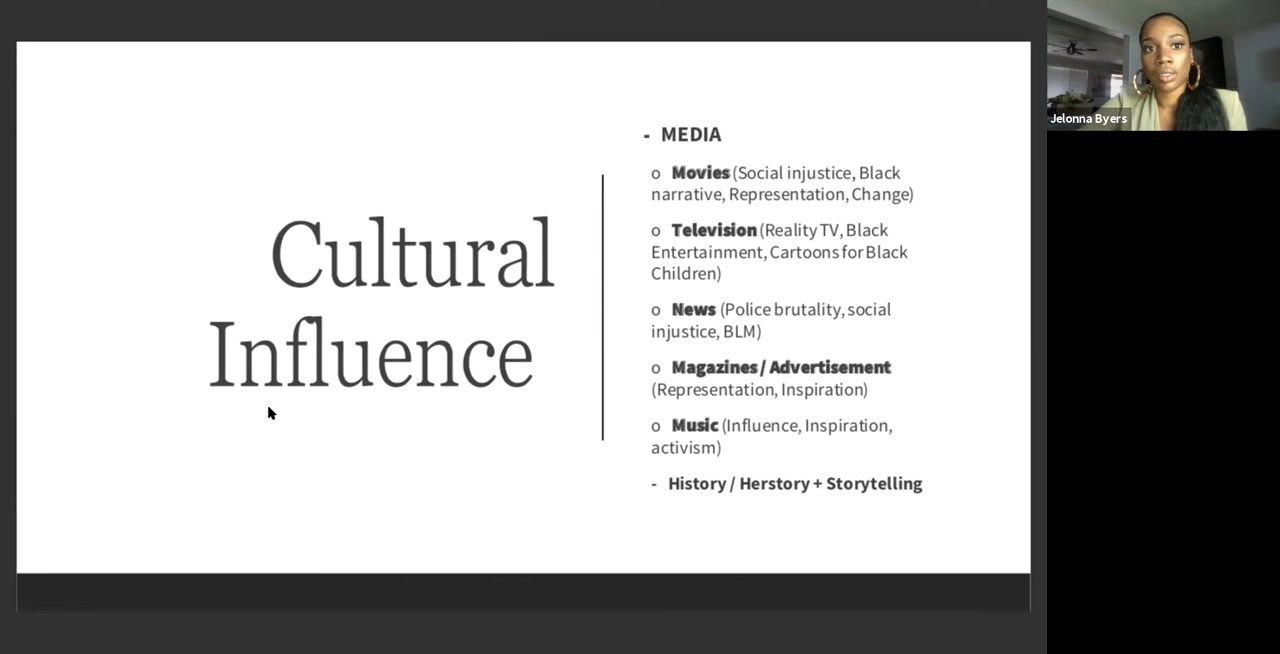 Cultural
Influence
- MEDIA
o Movies (Social injustice, Black
narrative, Representation, Change)
o Television (Reality TV, Black
Entertainment, Cartoons for Black
Children)
o News (Police brutality, social
injustice, BLM)
o Magazines / Advertisement
(Representation, Inspiration)
o Music (Influence, Inspiration,
activism)
- History / Herstory + Storytelling
Jelonna Byers